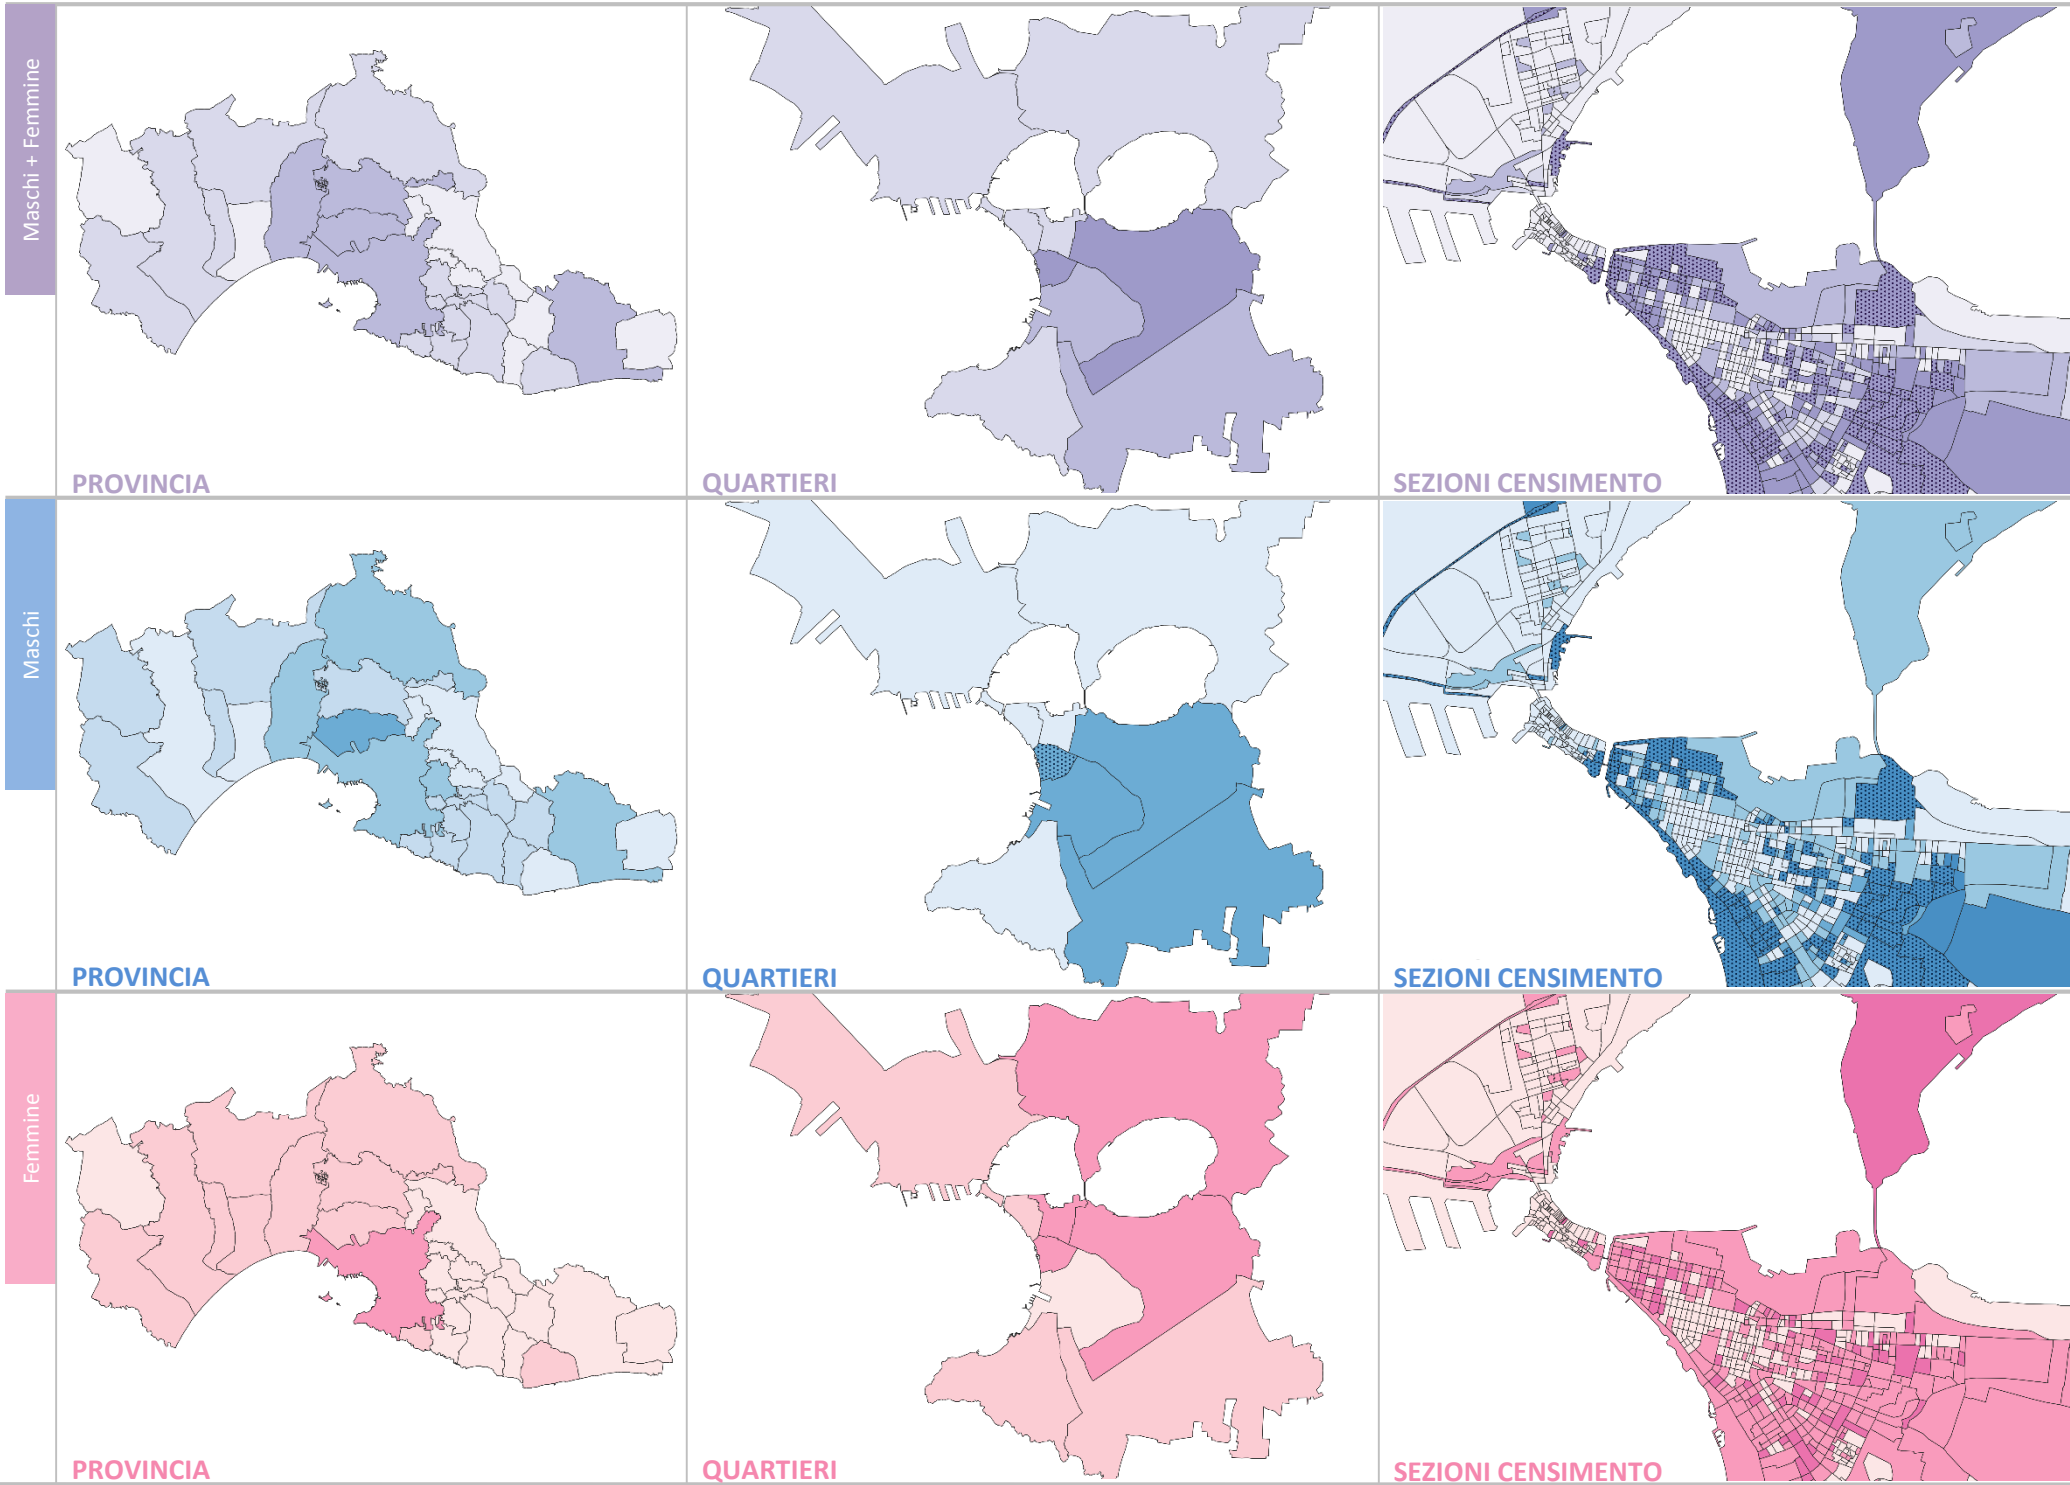 Maschi + Femmine
PROVINCIA
QUARTIERI
SEZIONI CENSIMENTO
Maschi
PROVINCIA
QUARTIERI
SEZIONI CENSIMENTO
Femmine
PROVINCIA
QUARTIERI
SEZIONI CENSIMENTO